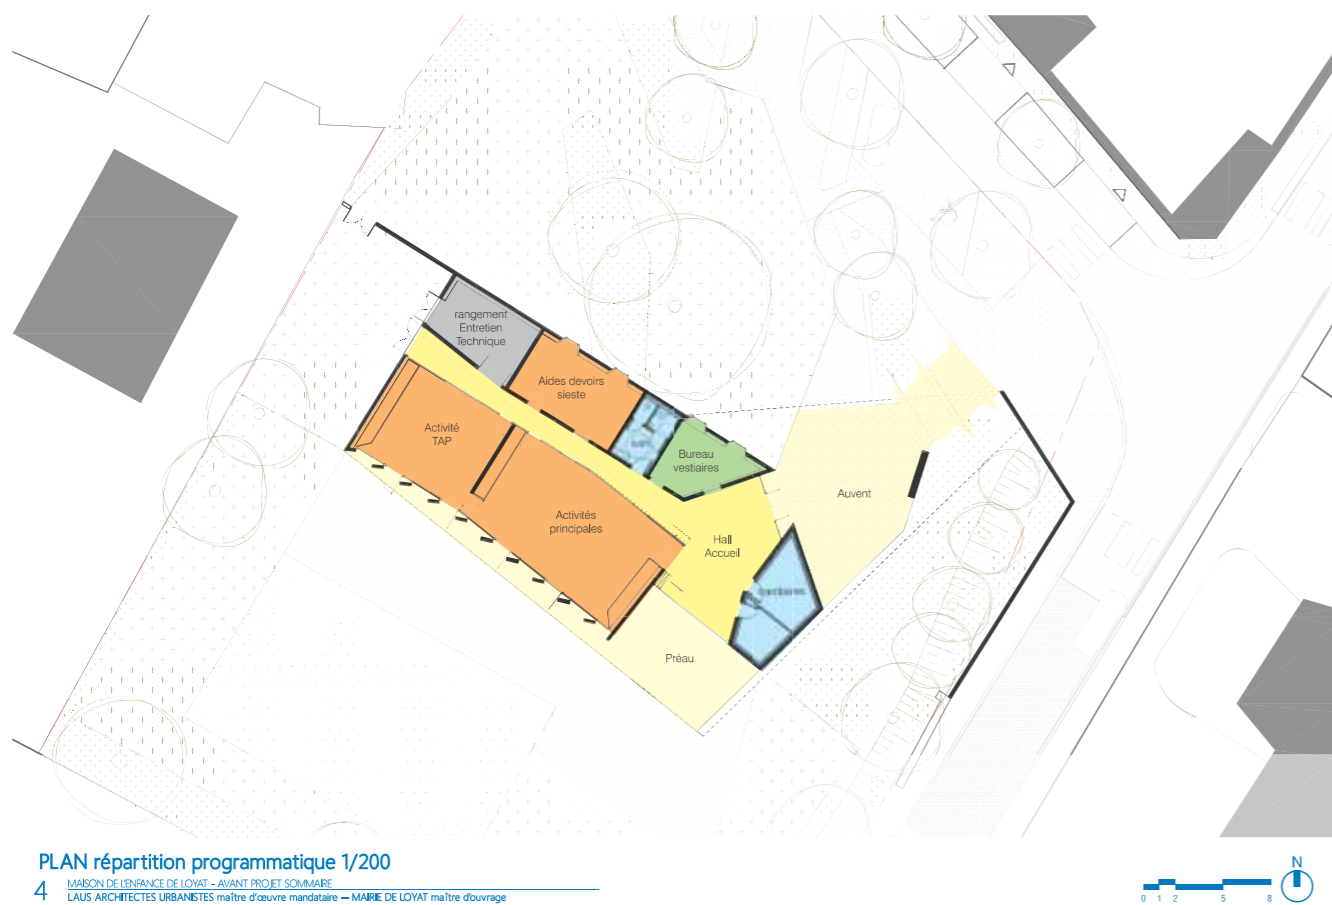 rangement
Entretien
Technique
Aides devoirs
sieste
Activité
TAP
Bureau
vestiaires
Auvent
Activités
principales
Hall
Accueil
Préau
PLAN répartition programmatique 1/200
4
MAISON DE L'ENFANCE DE LOYAT - AVANT PROJET SOMMAIRE
LAUS ARCHITECTES URBANISTES maître d'œuvre mandataire — MAIRIE DE LOYAT maître d'ouvrage
N
0 1 2 5 8